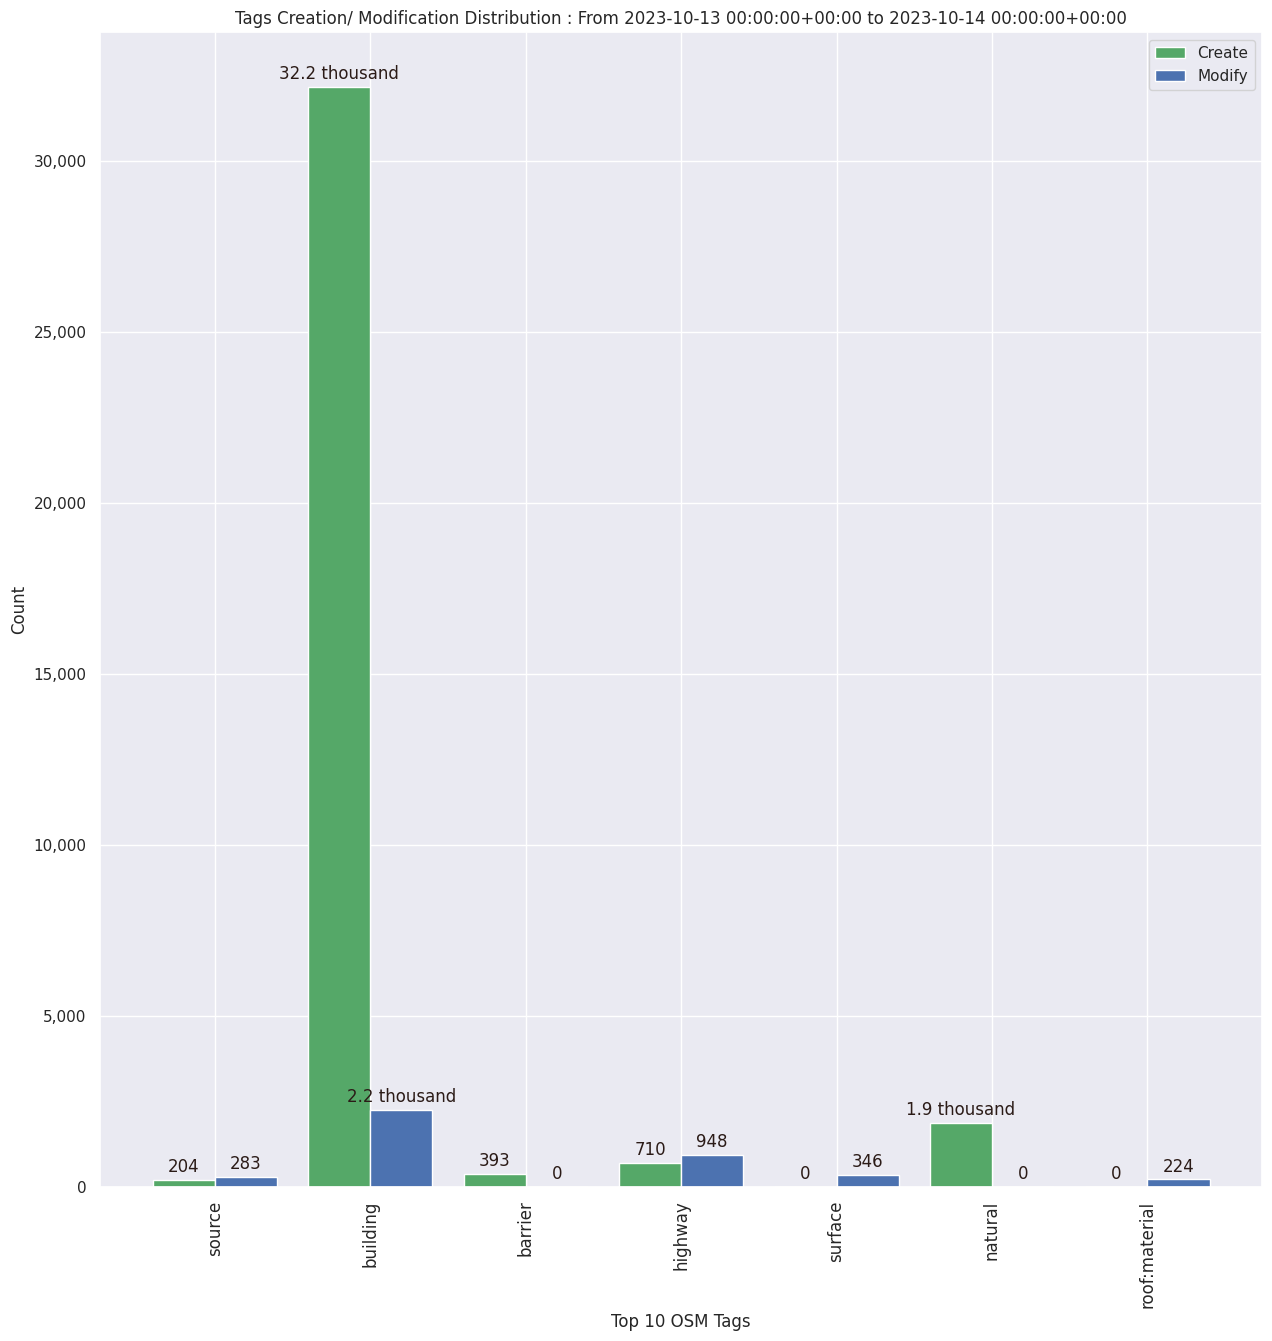 Tags Creation/ Modification Distribution : From 2023-10-13 00:00:00+00:00 to 2023-10-14 00:00:00+00:00
Create
Modify
32.2 thousand
30,000
25,000
20,000
15,000
10,000
5,000
0
Count
204
283
2.2 thousand
393
0
710
948
0
346
1.9 thousand
0
0
224
source
building
barrier
highway
surface
natural
roof:material
Top 10 OSM Tags